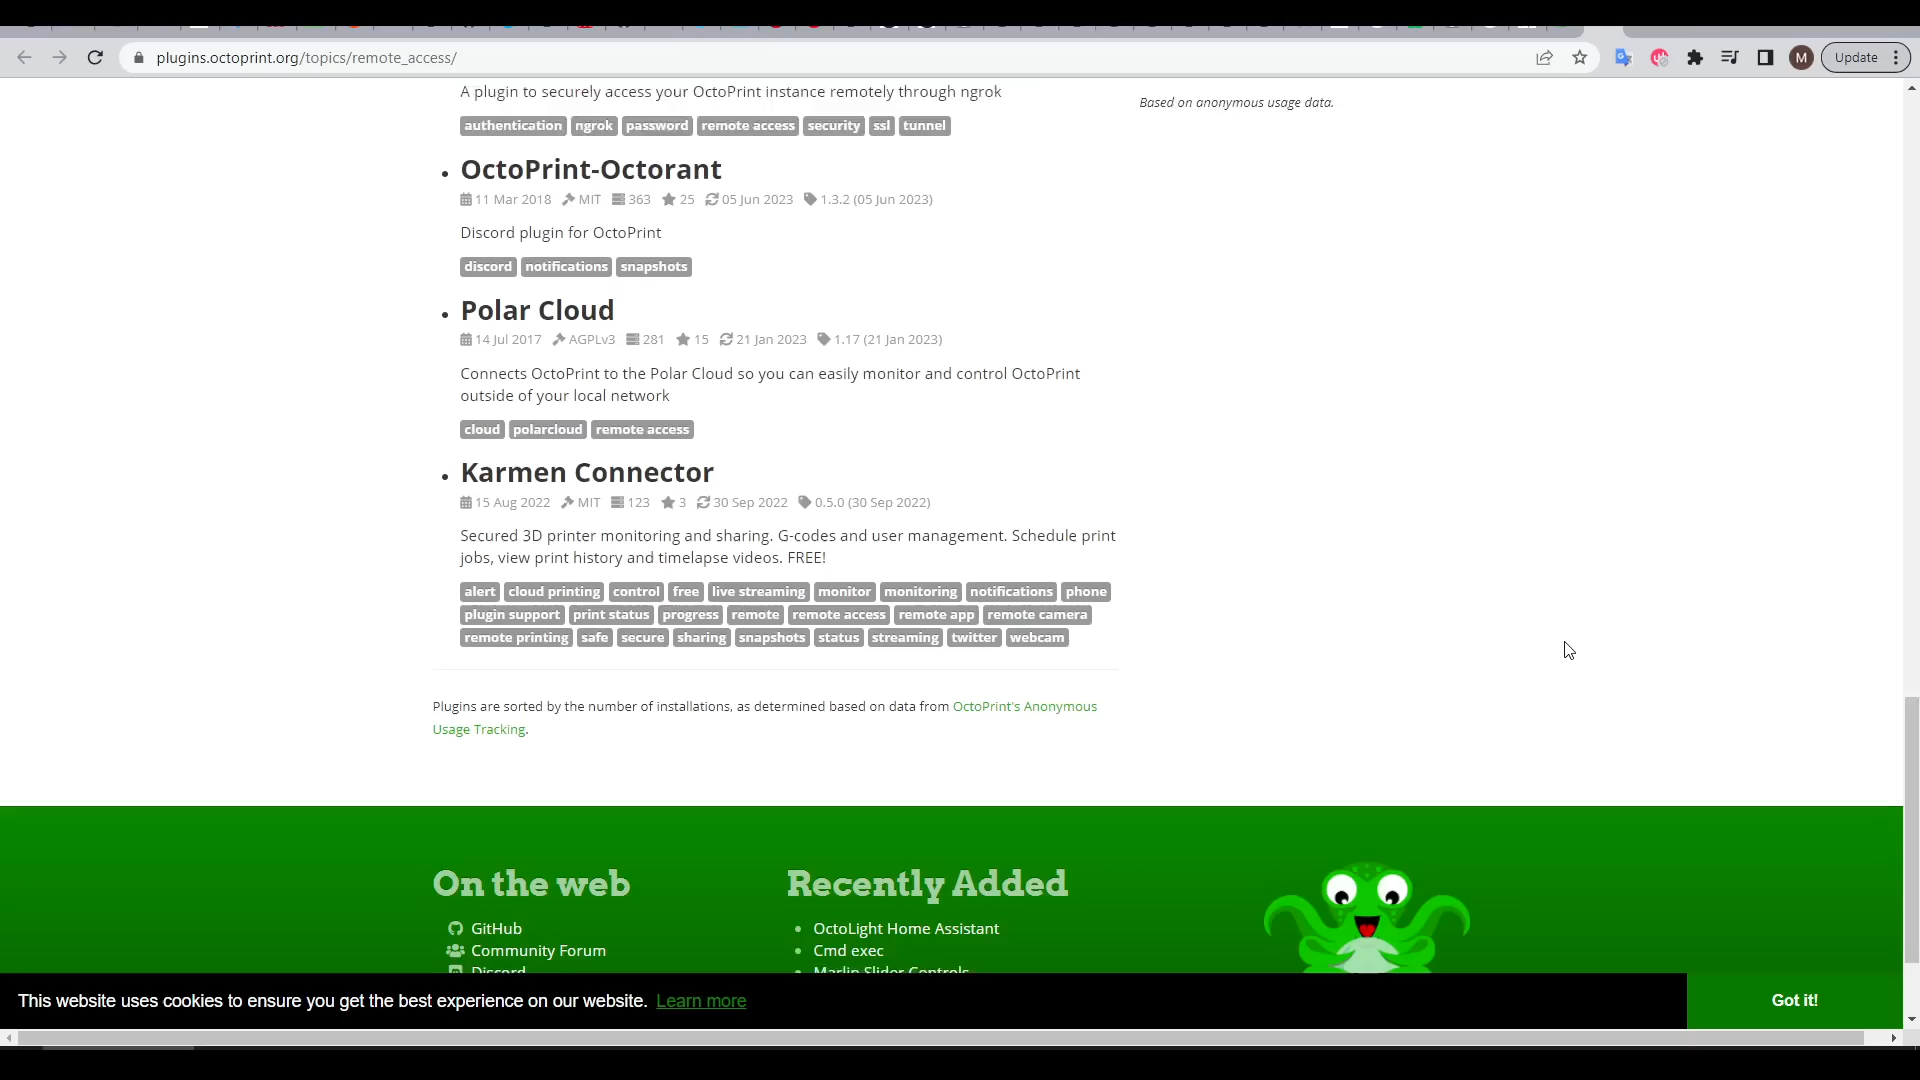 plugins.octoprint.org/topics/remote_access/
M
Update
A plugin to securely access your OctoPrint instance remotely through ngrok
Based on anonymous usage data.
authentication ngrok password remote access security ssl tunnel
OctoPrint-Octorant
11 Mar 2018 MIT 363 25 05 Jun 2023 1.3.2 (05 Jun 2023)
Discord plugin for OctoPrint
discord notifications snapshots
Polar Cloud
14 Jul 2017 AGPLv3 281 15 21 Jan 2023 1.17 (21 Jan 2023)
Connects OctoPrint to the Polar Cloud so you can easily monitor and control OctoPrint
outside of your local network
cloud polarcloud remote access
Karmen Connector
15 Aug 2022 MIT 123 3 30 Sep 2022 0.5.0 (30 Sep 2022)
Secured 3D printer monitoring and sharing. G-codes and user management. Schedule print
jobs, view print history and timelapse videos. FREE!
alert cloud printing control free live streaming monitor monitoring notifications phone
plugin support print status progress remote remote access remote app remote camera
remote printing safe secure sharing snapshots status streaming twitter webcam
Plugins are sorted by the number of installations, as determined based on data from OctoPrint's Anonymous
Usage Tracking.
On the web
GitHub
Community Forum
Discord
Recently Added
OctoLight Home Assistant
Cmd exec
Marlin Slider Controls
This website uses cookies to ensure you get the best experience on our website. Learn more
Got it!